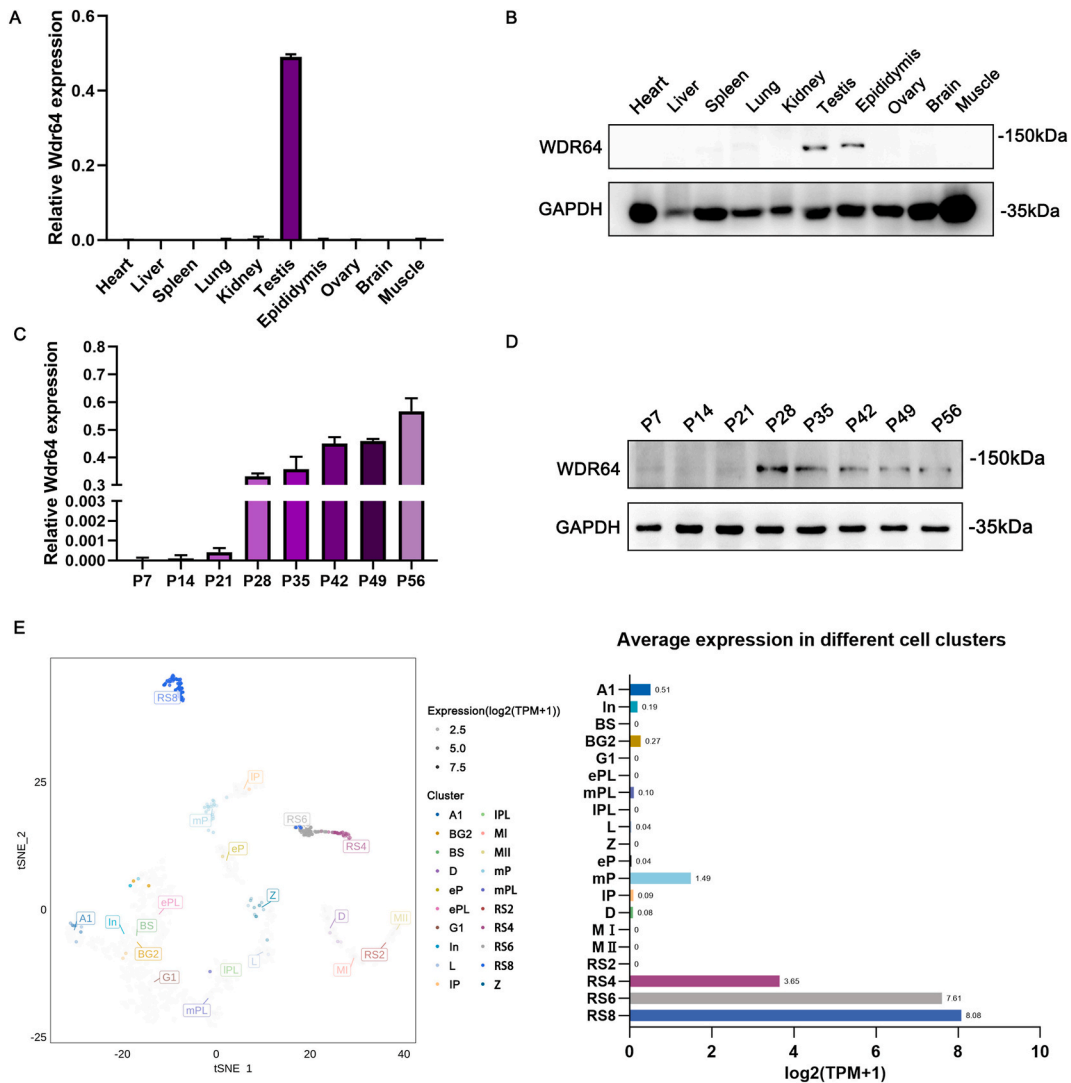 A
Relative Wdr64 expression
0.6
0.4
0.2
0.0
Heart
Liver
Spleen
Lung
Kidney
Testis
Epididymis
Ovary
Brain
Muscle
B
Heart
Liver
Spleen
Lung
Kidney
Testis
Epididymis
Ovary
Brain
Muscle
WDR64
-150kDa
GAPDH
-35kDa
C
Relative Wdr64 expression
0.8
0.7
0.6
0.5
0.4
0.3
0.003
0.002
0.001
0.000
P7 P14 P21 P28 P35 P42 P49 P56
D
P7 P14 P21 P28 P35 P42 P49 P56
WDR64
-150kDa
GAPDH
-35kDa
E
tSNE_2
25
0
-25
RS8
lP
mP
RS6
RS4
eP
Z
ePL
A1
In
BS
D
MII
BG2
L
RS2
MI
G1
lPL
mPL
-20 0 20 40
tSNE_1
Expression(log2(TPM+1))
2.5
5.0
7.5
Cluster
A1 lPL
BG2 MI
BS MII
D mP
eP mPL
ePL RS2
G1 RS4
In RS6
L RS8
lP Z
Average expression in different cell clusters
A1 0.51
In 0.19
BS 0
BG2 0.27
G1 0
ePL 0
mPL 0.10
lPL 0
L 0.04
Z 0
eP 0.04
mP 1.49
lP 0.09
D 0.08
M Ⅰ 0
M Ⅱ 0
RS2 0
RS4 3.65
RS6 7.61
RS8 8.08
0 2 4 6 8 10
log2(TPM+1)